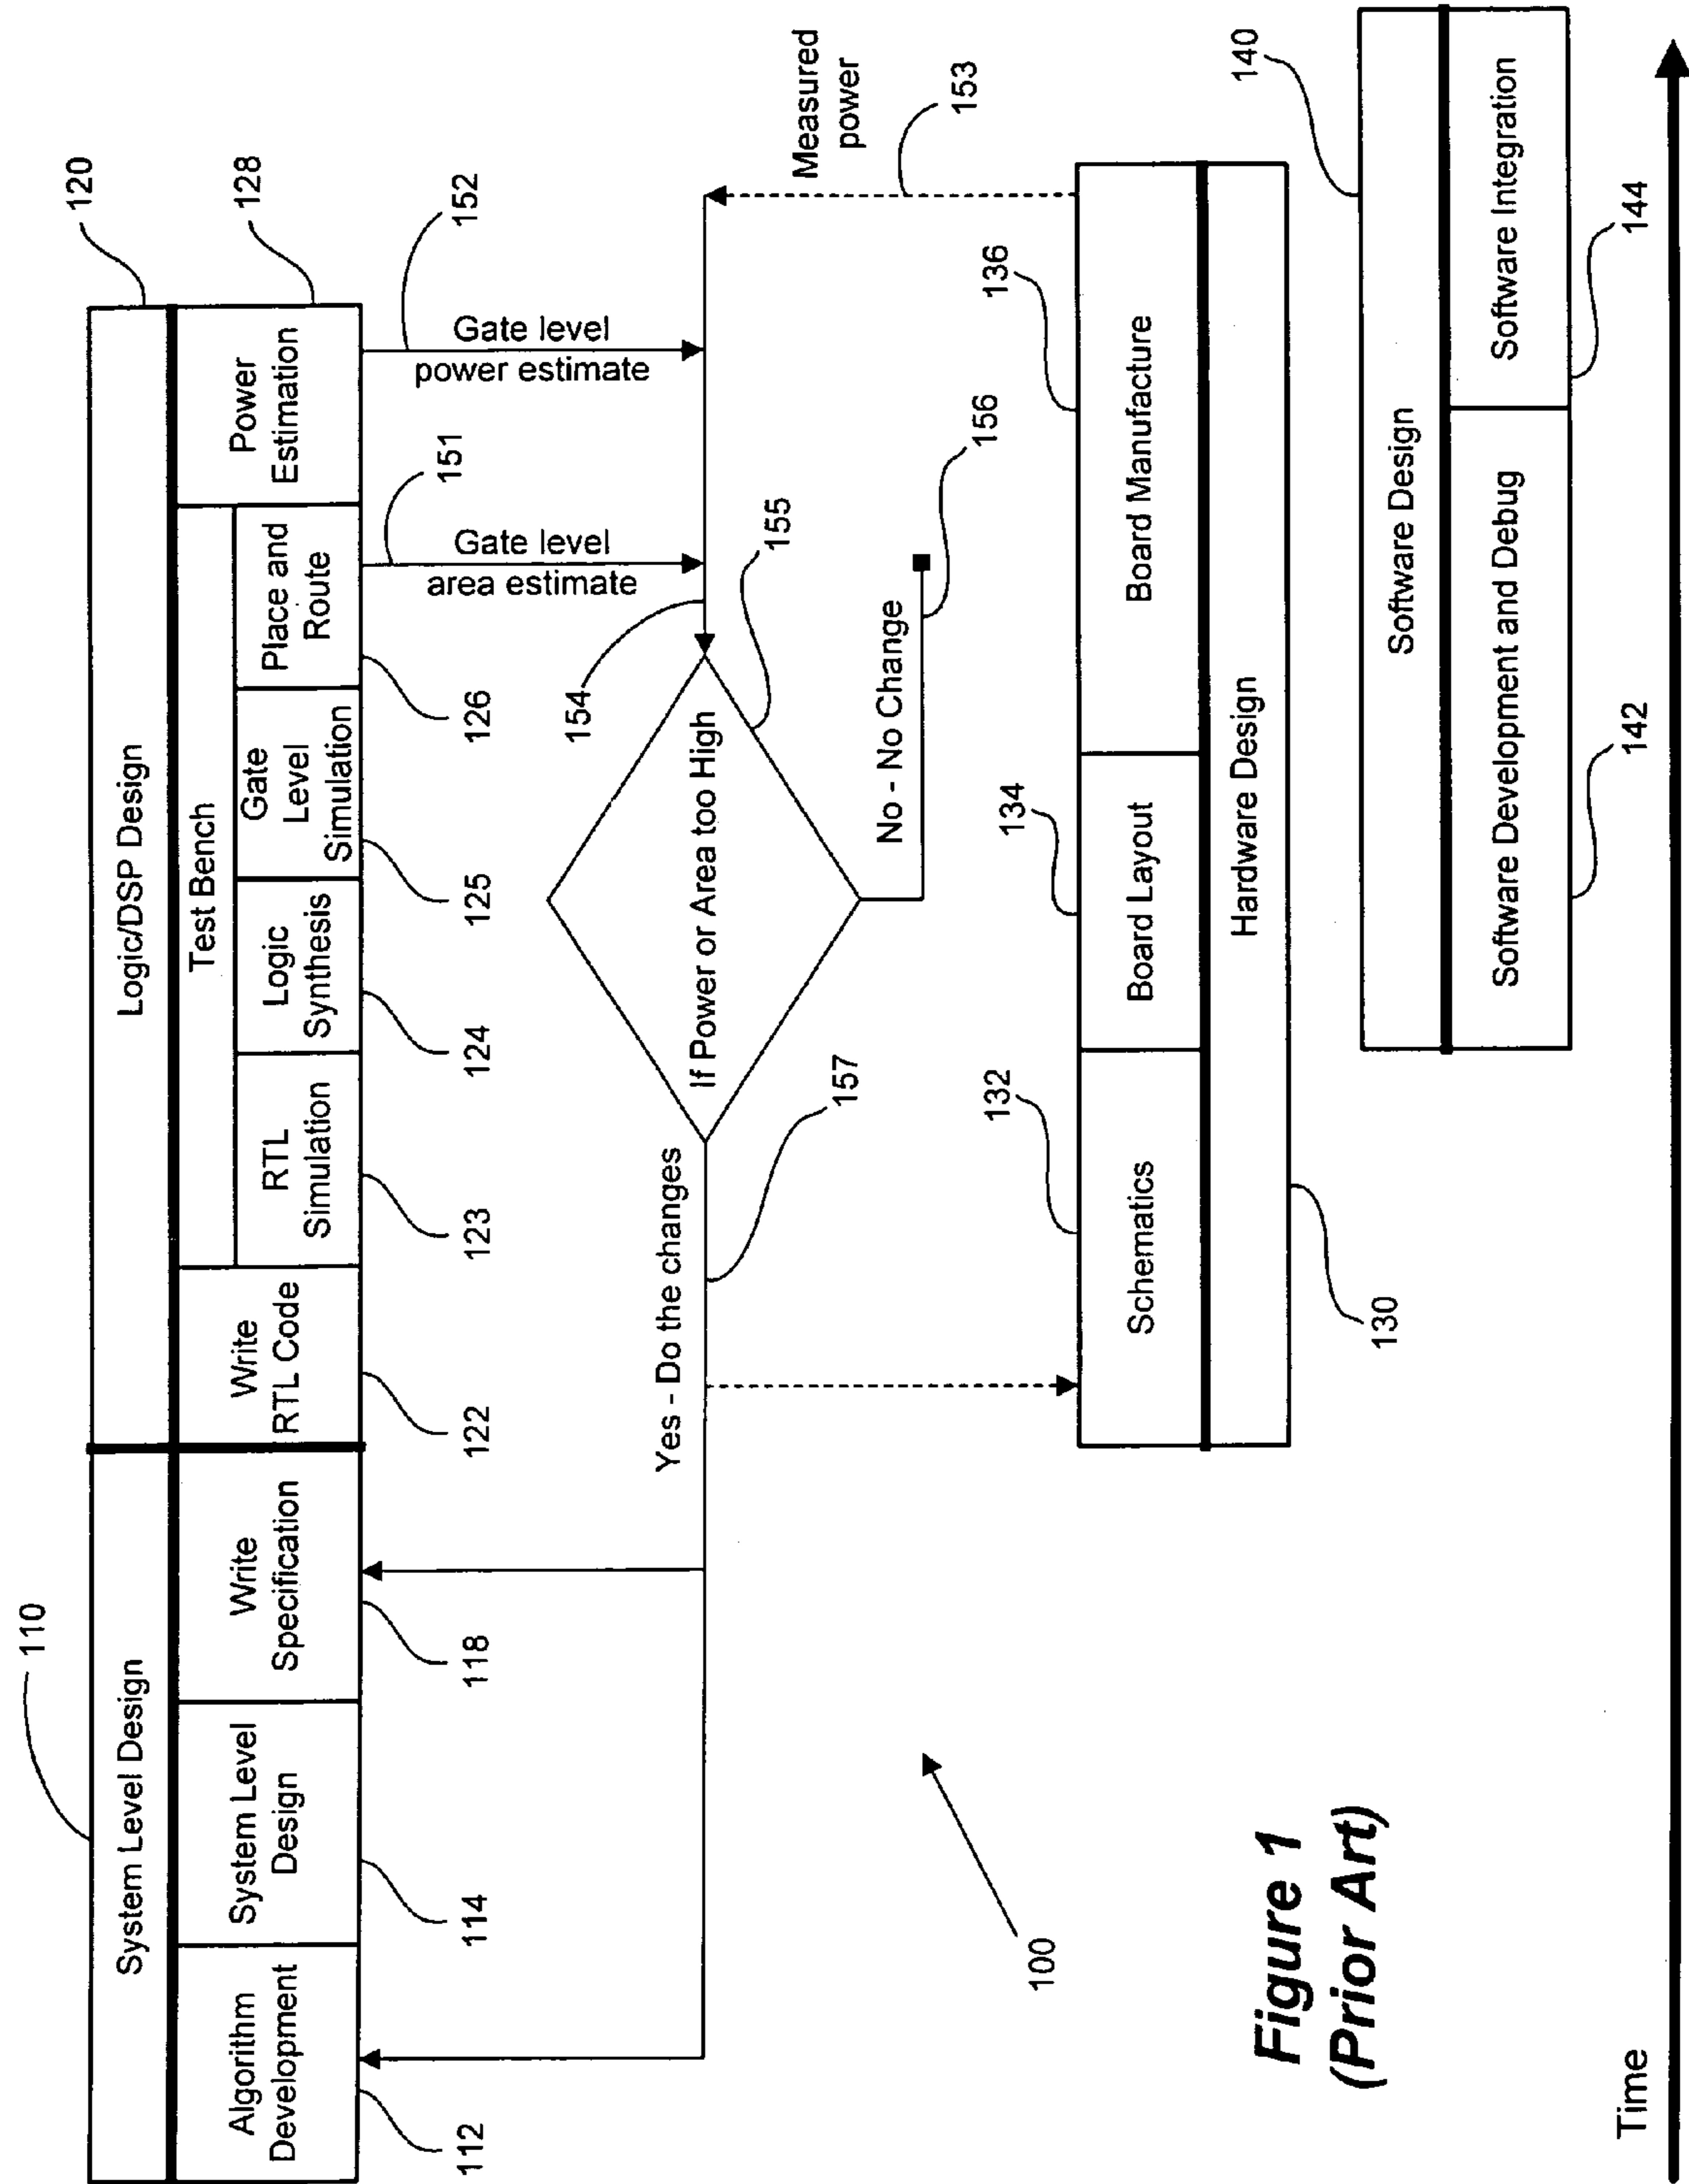 110
120
System Level Design
Logic/DSP Design
Algorithm
Development
System Level
Design
Write
Specification
Write
RTL Code
Test Bench
RTL
Simulation
Logic
Synthesis
Gate
Level
Simulation
Place and
Route
Power
Estimation
128
112
114
118
122
123
124
125
126
151
152
Gate level
area estimate
Gate level
power estimate
Yes - Do the changes
157
If Power or Area too High
154
155
No - No Change
156
Measured
power
153
100
132
134
136
Schematics
Board Layout
Board Manufacture
Hardware Design
130
140
Software Design
Software Development and Debug
Software Integration
142
144
Figure 1
(Prior Art)
Time